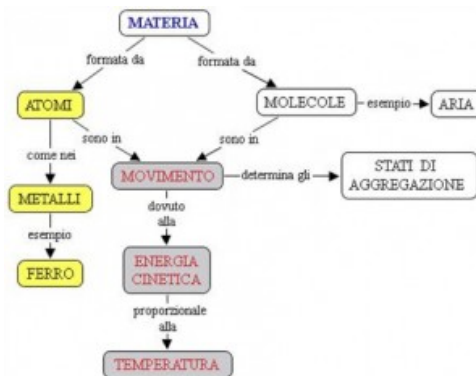 MATERIA
formata da
formata da
ATOMI
MOLECOLE
esempio
ARIA
sono in
sono in
come nei
MOVIMENTO
determina gli
STATI DI
AGGREGAZIONE
METALLI
dovuto
alla
esempio
ENERGIA
CINETICA
FERRO
proporzionale
alla
TEMPERATURA